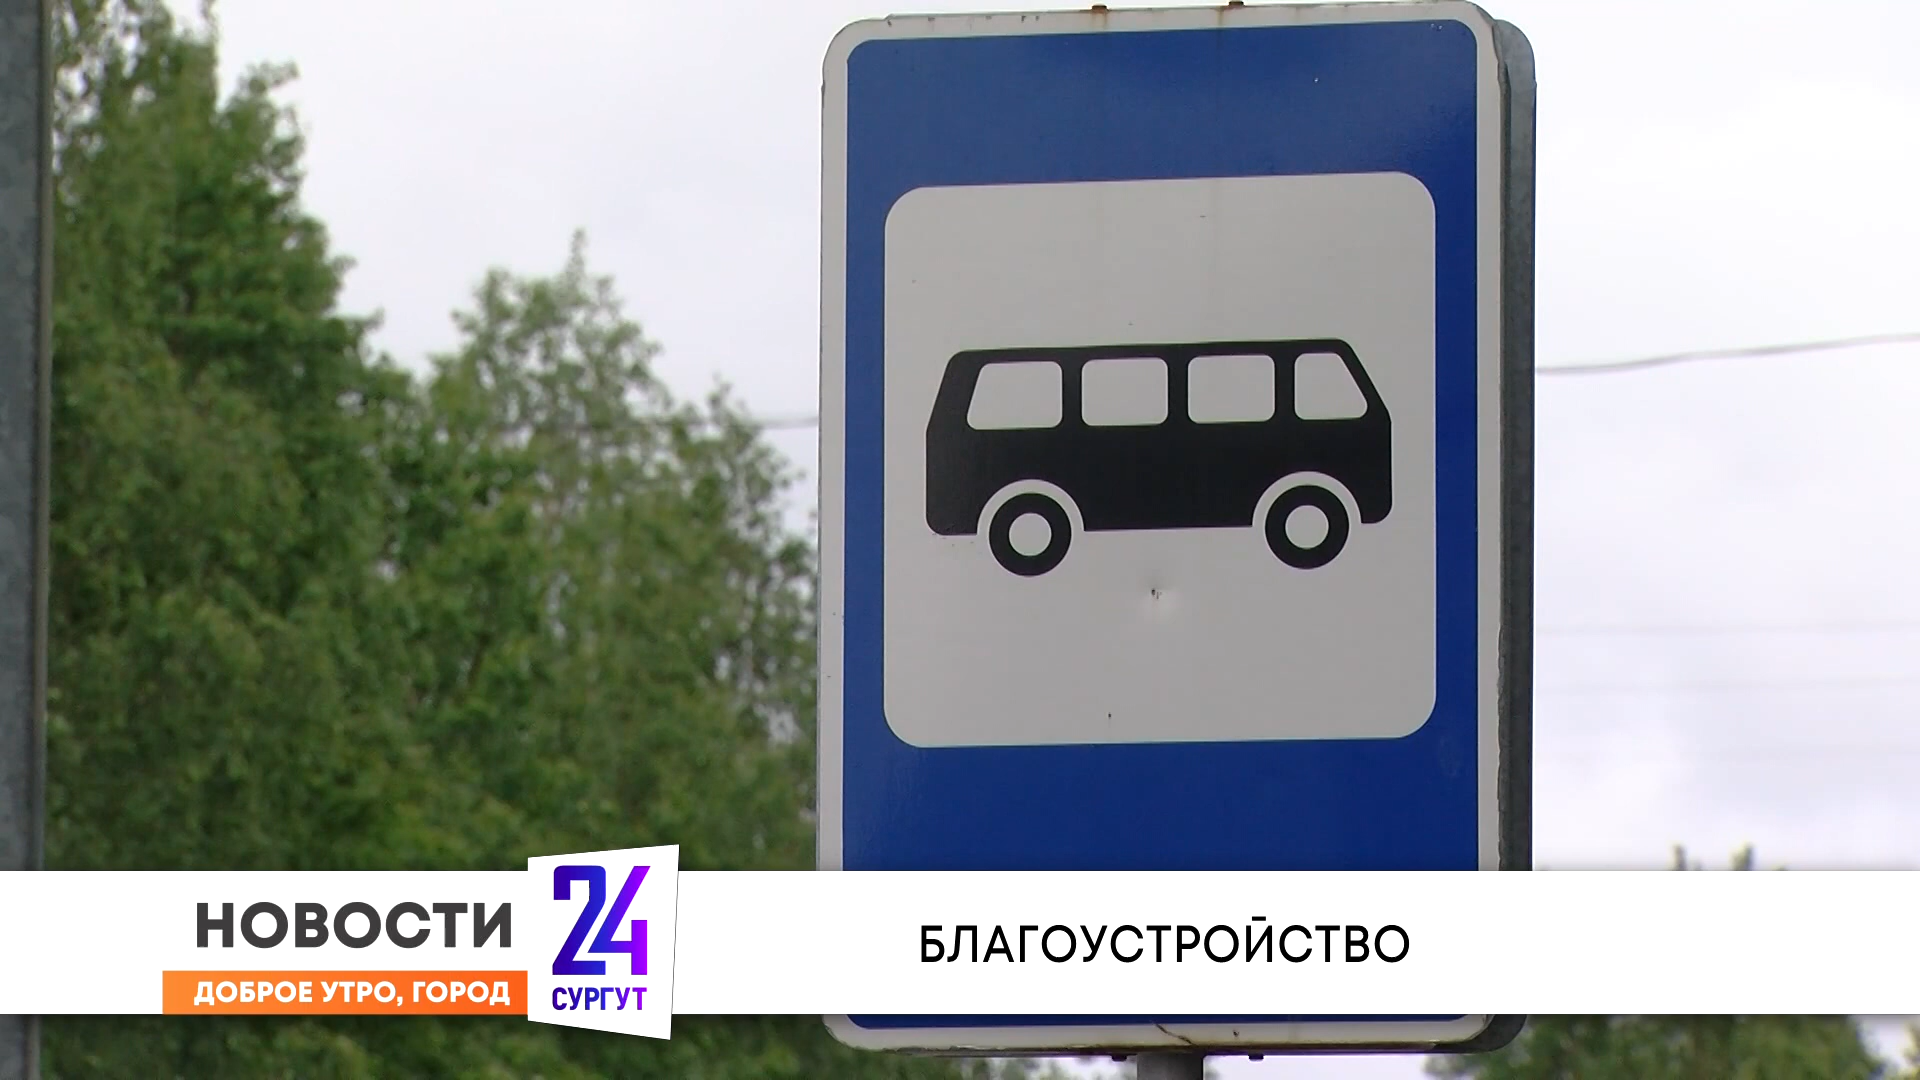 НОВОСТИ
ДОБРОЕ УТРО, ГОРОД
24
СУРГУТ
БЛАГОУСТРОЙСТВО